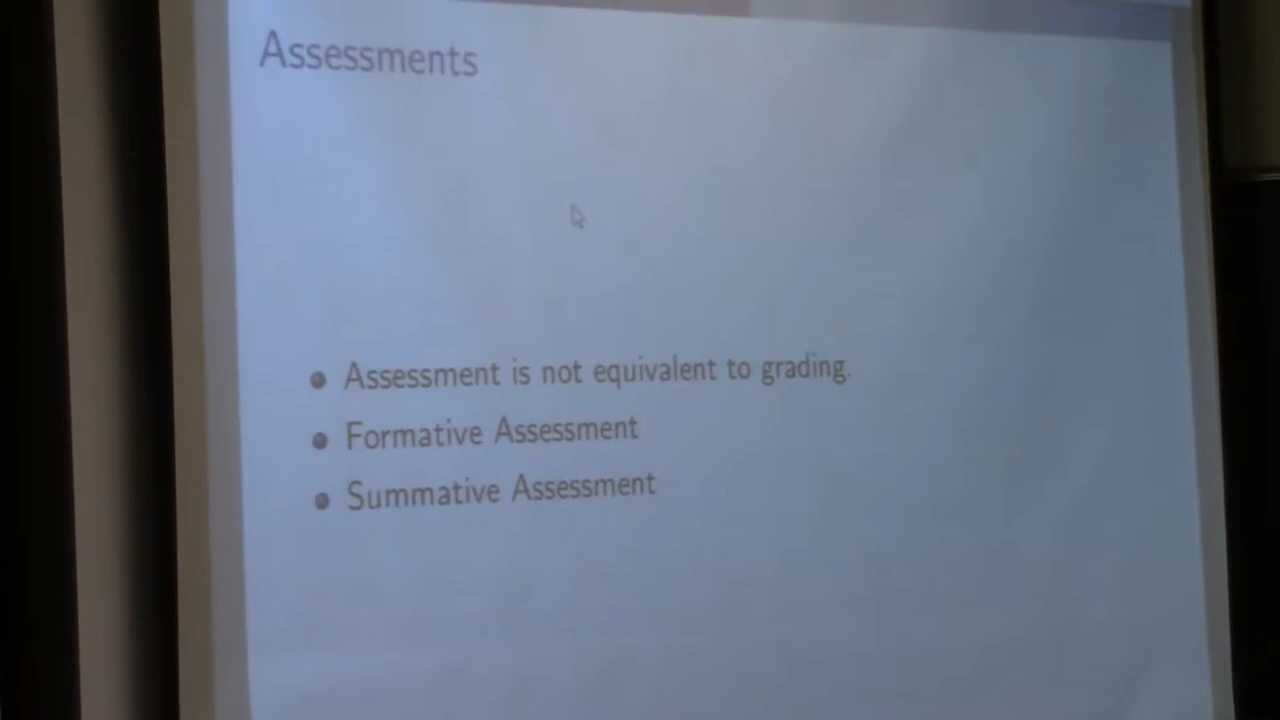 Assessments
Assessment is not equivalent to grading.
Formative Assessment
Summative Assessment